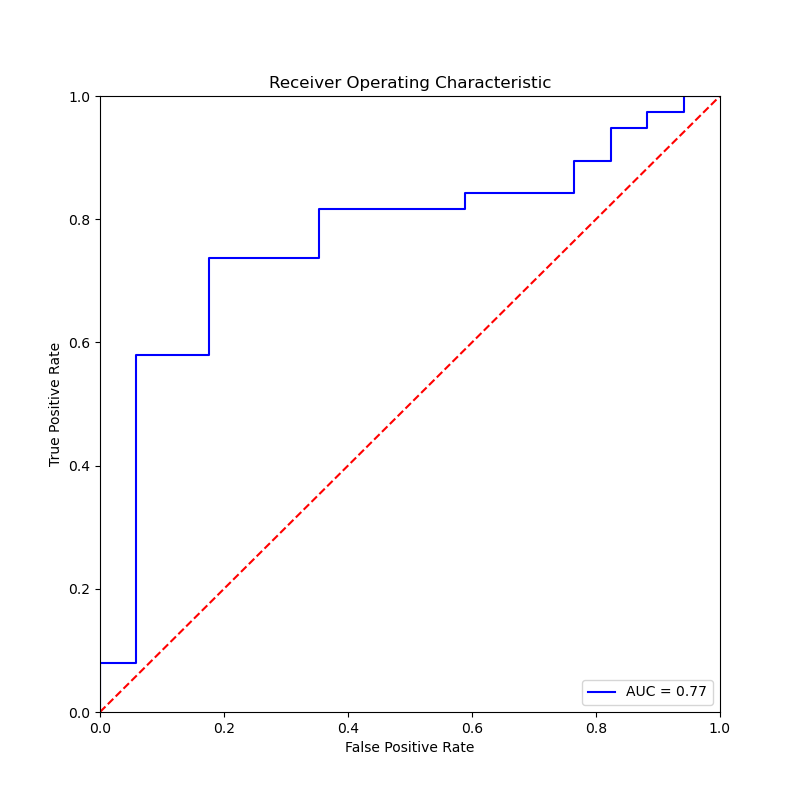 Receiver Operating Characteristic
True Positive Rate
1.0
0.8
0.6
0.4
0.2
0.0
AUC = 0.77
0.0 0.2 0.4 0.6 0.8 1.0
False Positive Rate